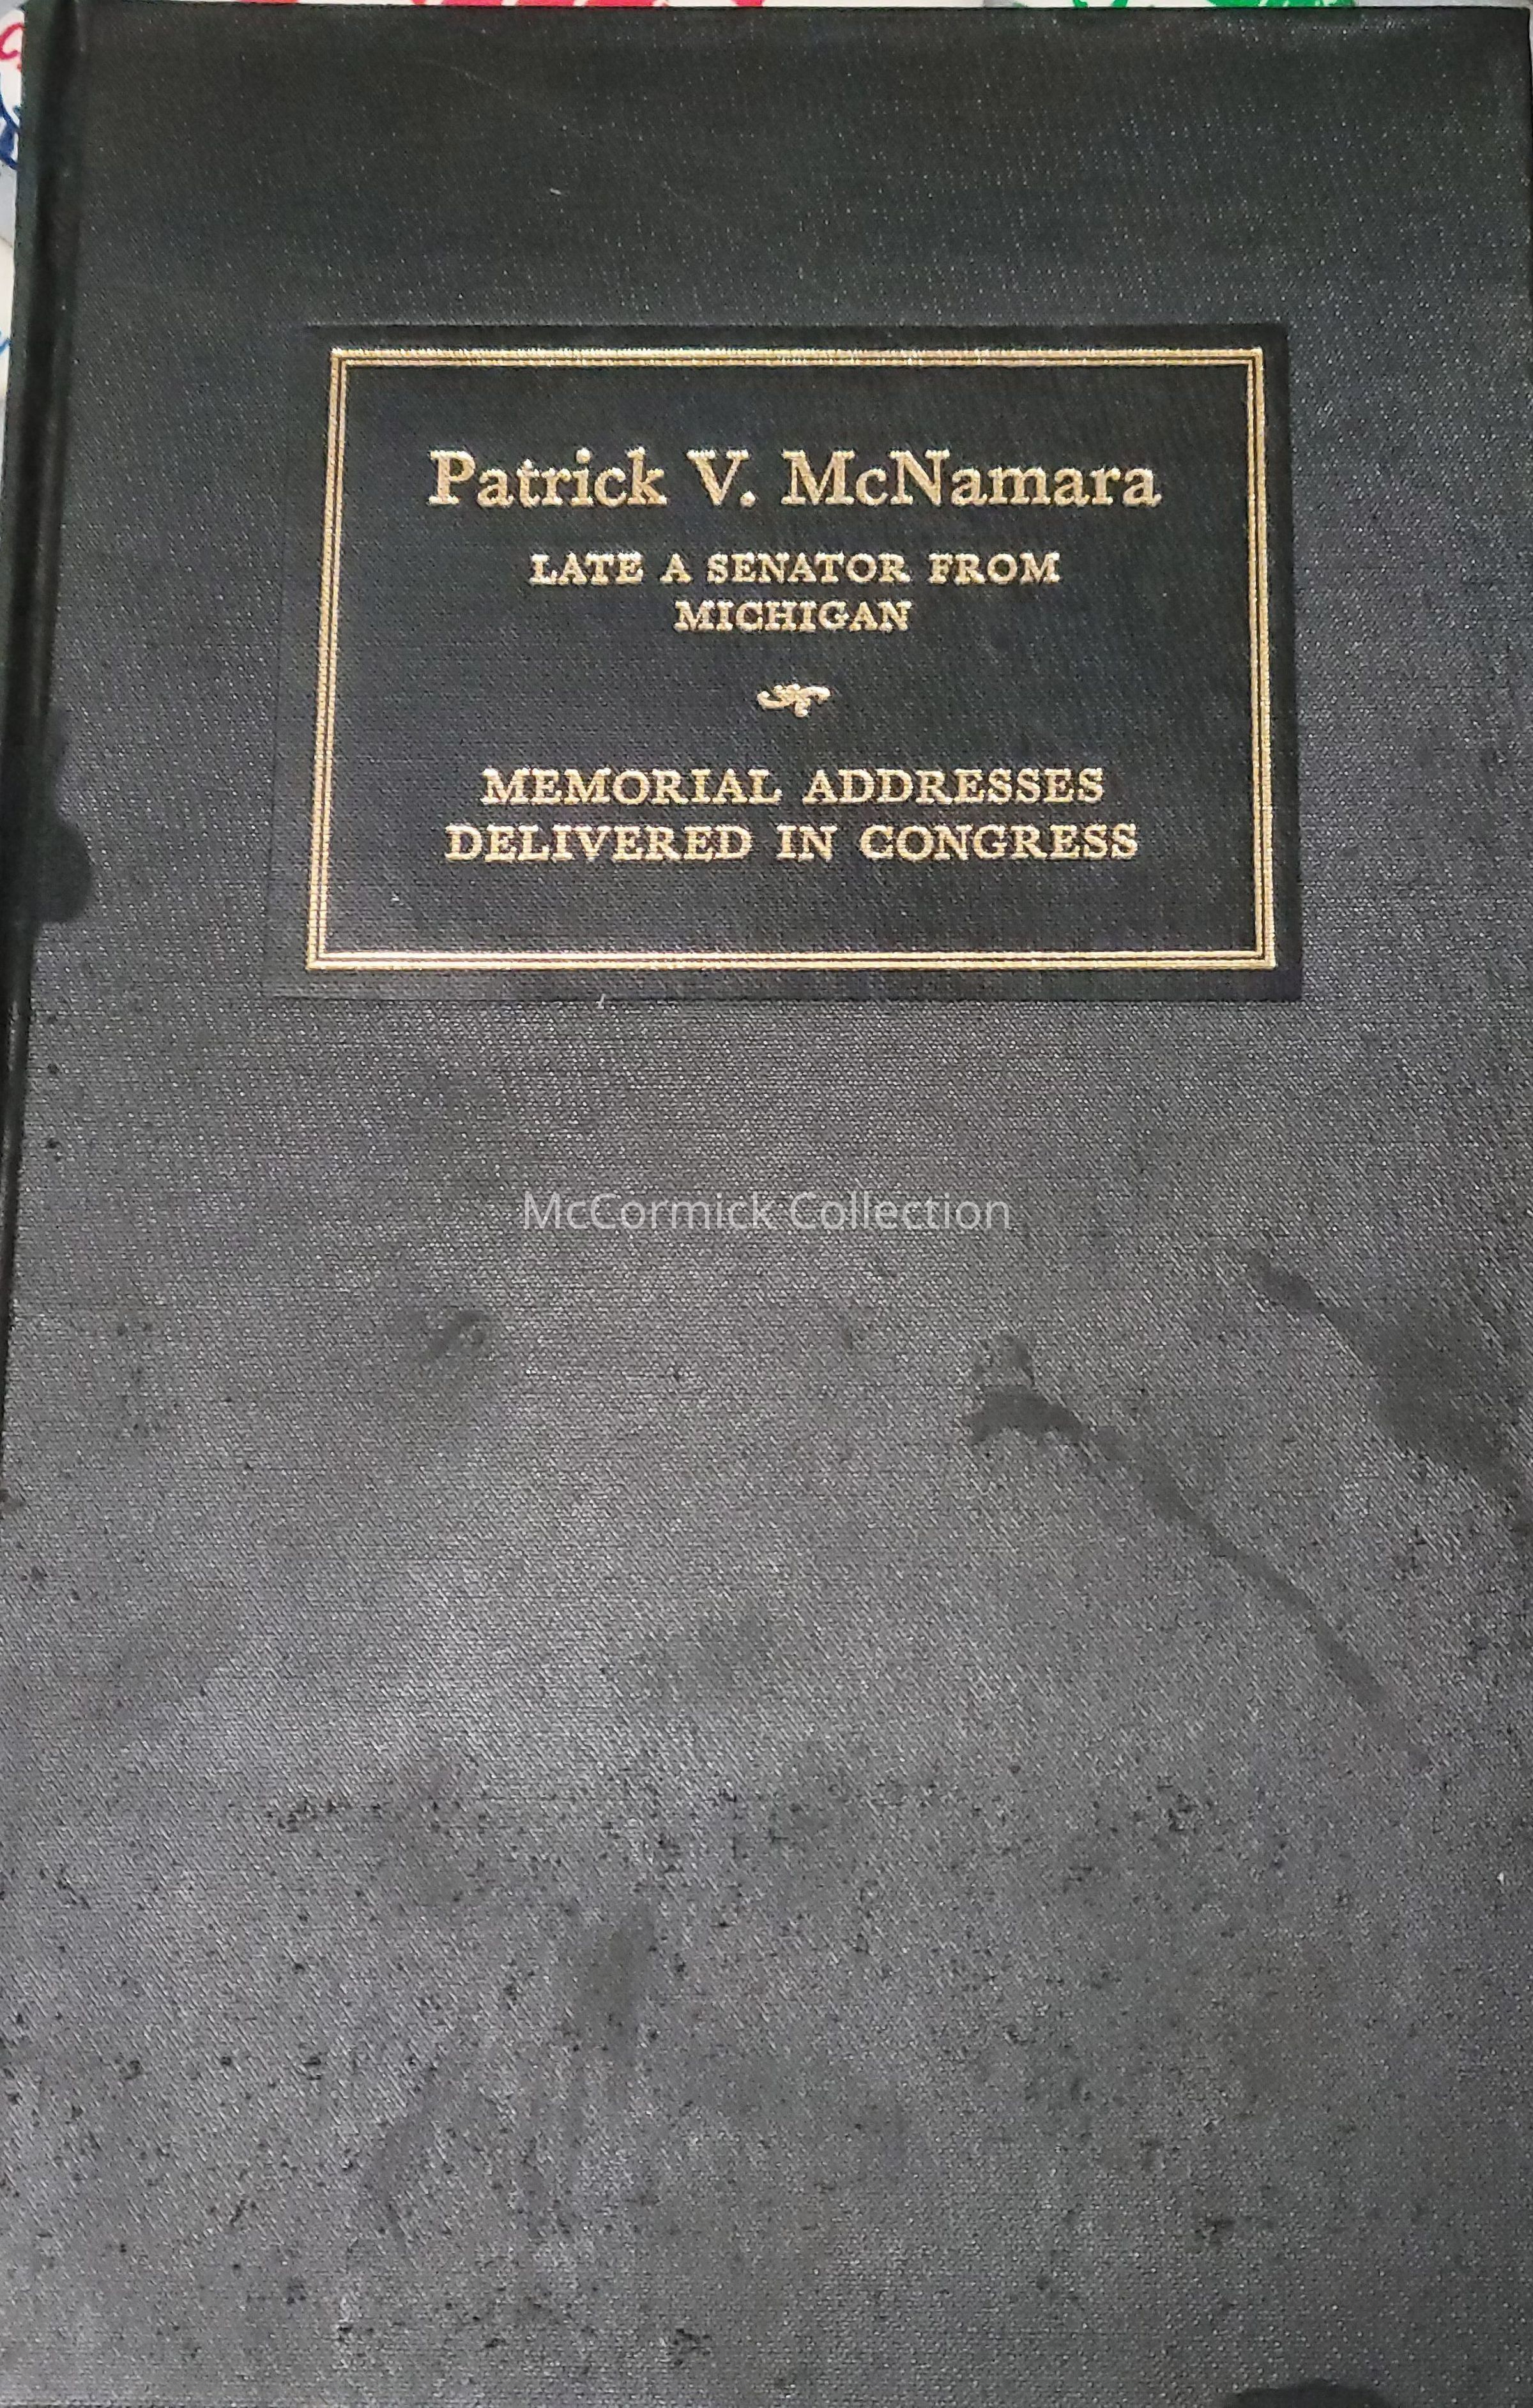 Patrick V. McNamara
LATE A SENATOR FROM
MICHIGAN
MEMORIAL ADDRESSES
DELIVERED IN CONGRESS
McCormick Collection